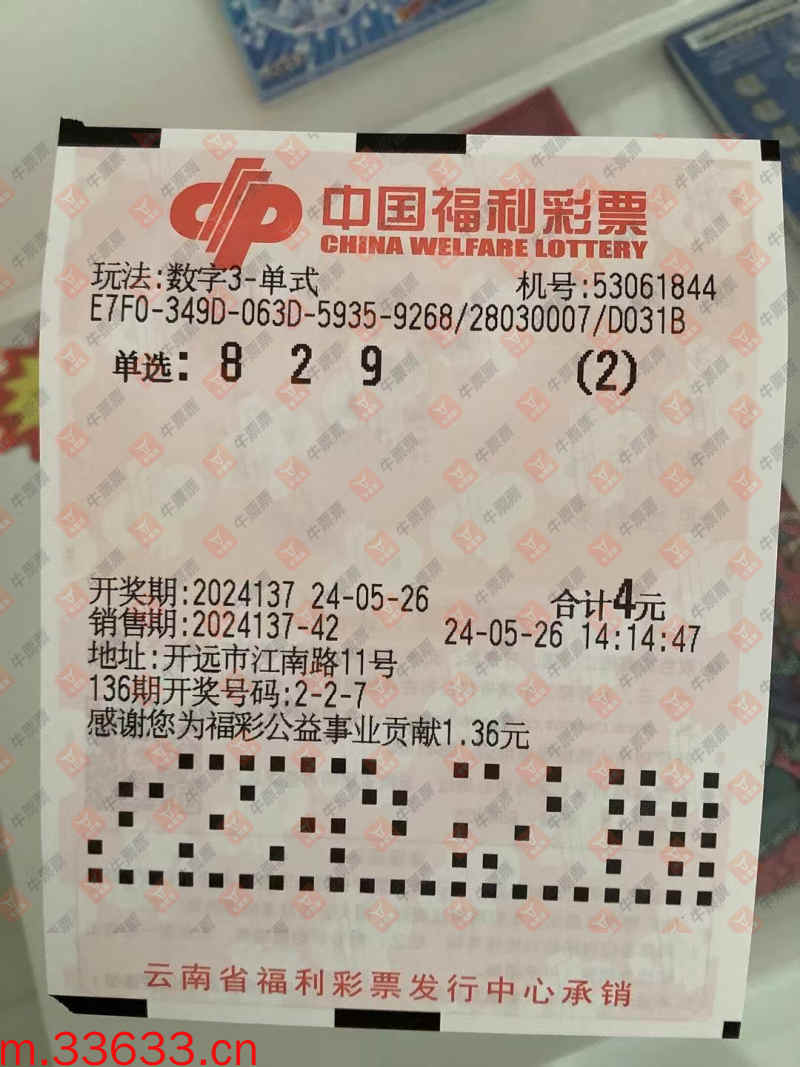 中国福利彩票
CHINA WELFARE LOTTERY
玩法:数字3-单式 机号:53061844
E7F0-349D-063D-5935-9268/28030007/D031B
单选: 8 2 9 (2)
开奖期:2024137 24-05-26 合计4元
销售期:2024137-42 24-05-26 14:14:47
地址:开远市江南路11号
136期开奖号码:2-2-7
感谢您为福彩公益事业贡献1.36元
云南省福利彩票发行中心承销
m.33633.cn
牛票票